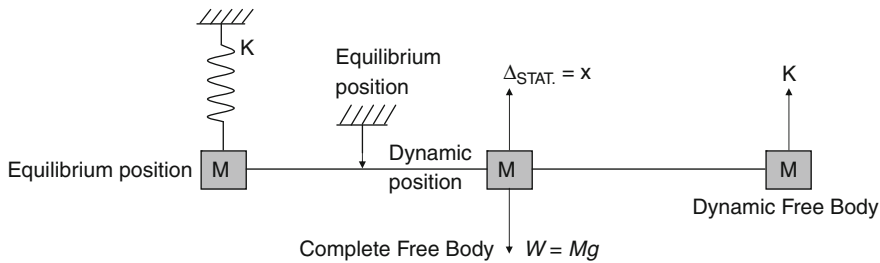 K
Equilibrium
position
Δ_STAT. = x
K
Equilibrium position
M
Dynamic
position
M
M
Dynamic Free Body
Complete Free Body
W = Mg